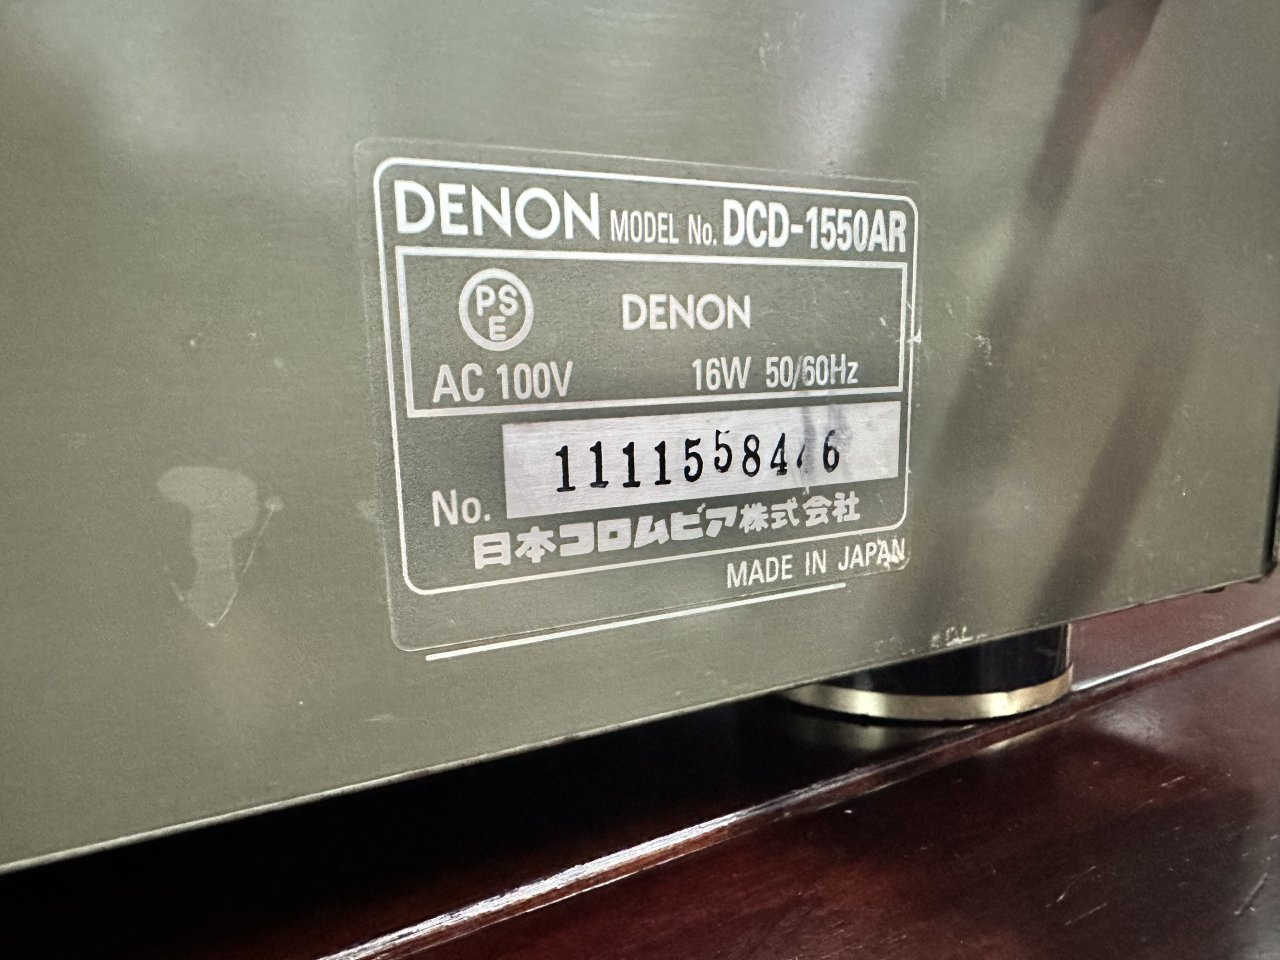 DENON MODEL No. DCD-1550AR
PSE
DENON
AC 100V 16W 50/60Hz
No.
日本コロムビア株式会社
MADE IN JAPAN